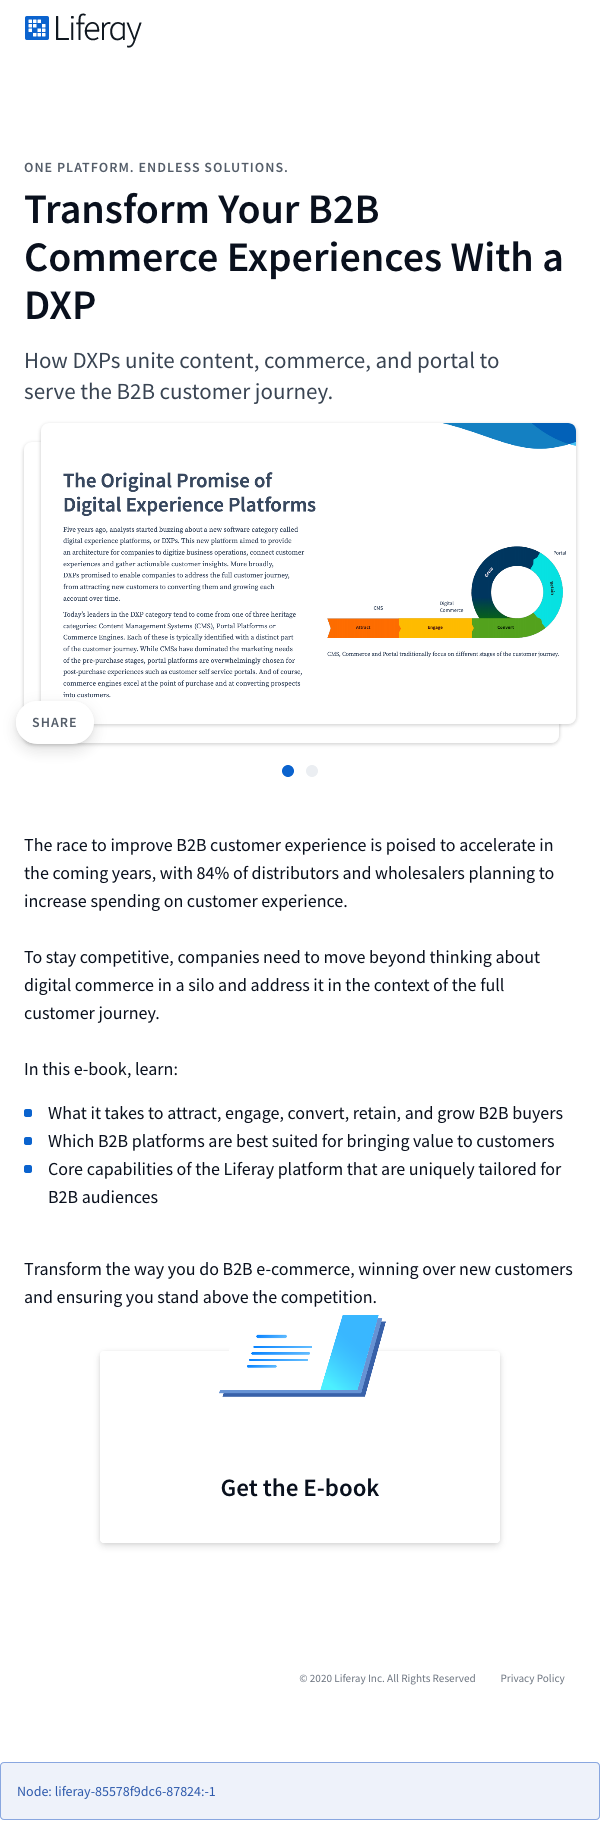 Liferay
ONE PLATFORM. ENDLESS SOLUTIONS.
Transform Your B2B
Commerce Experiences With a
DXP
How DXPs unite content, commerce, and portal to
serve the B2B customer journey.
The Original Promise of
Digital Experience Platforms
Five years ago, analysts started buzzing about a new software category called
digital experience platforms, or DXPs. This new platform aimed to provide
an architecture for companies to digitize business operations, connect customer
experiences and gather actionable customer insights. More broadly,
DXPs promised to enable companies to address the full customer journey,
from attracting new customers to converting them and growing each
account over time.
Today's leaders in the DXP category tend to come from one of three heritage
categories: Content Management Systems (CMS), Portal Platforms or
Commerce Engines. Each of these is typically identified with a distinct part
of the customer journey. While CMSs have dominated the marketing needs
of the pre-purchase stages, portal platforms are overwhelmingly chosen for
post-purchase experiences such as customer self service portals. And of course,
commerce engines excel at the point of purchase and at converting prospects
into customers.
Portal
Grow
Retain
CMS
Digital
Commerce
Attract
Engage
Convert
CMS, Commerce and Portal traditionally focus on different stages of the customer journey.
SHARE
The race to improve B2B customer experience is poised to accelerate in
the coming years, with 84% of distributors and wholesalers planning to
increase spending on customer experience.
To stay competitive, companies need to move beyond thinking about
digital commerce in a silo and address it in the context of the full
customer journey.
In this e-book, learn:
What it takes to attract, engage, convert, retain, and grow B2B buyers
Which B2B platforms are best suited for bringing value to customers
Core capabilities of the Liferay platform that are uniquely tailored for
B2B audiences
Transform the way you do B2B e-commerce, winning over new customers
and ensuring you stand above the competition.
Get the E-book
© 2020 Liferay Inc. All Rights Reserved
Privacy Policy
Node: liferay-85578f9dc6-87824:-1